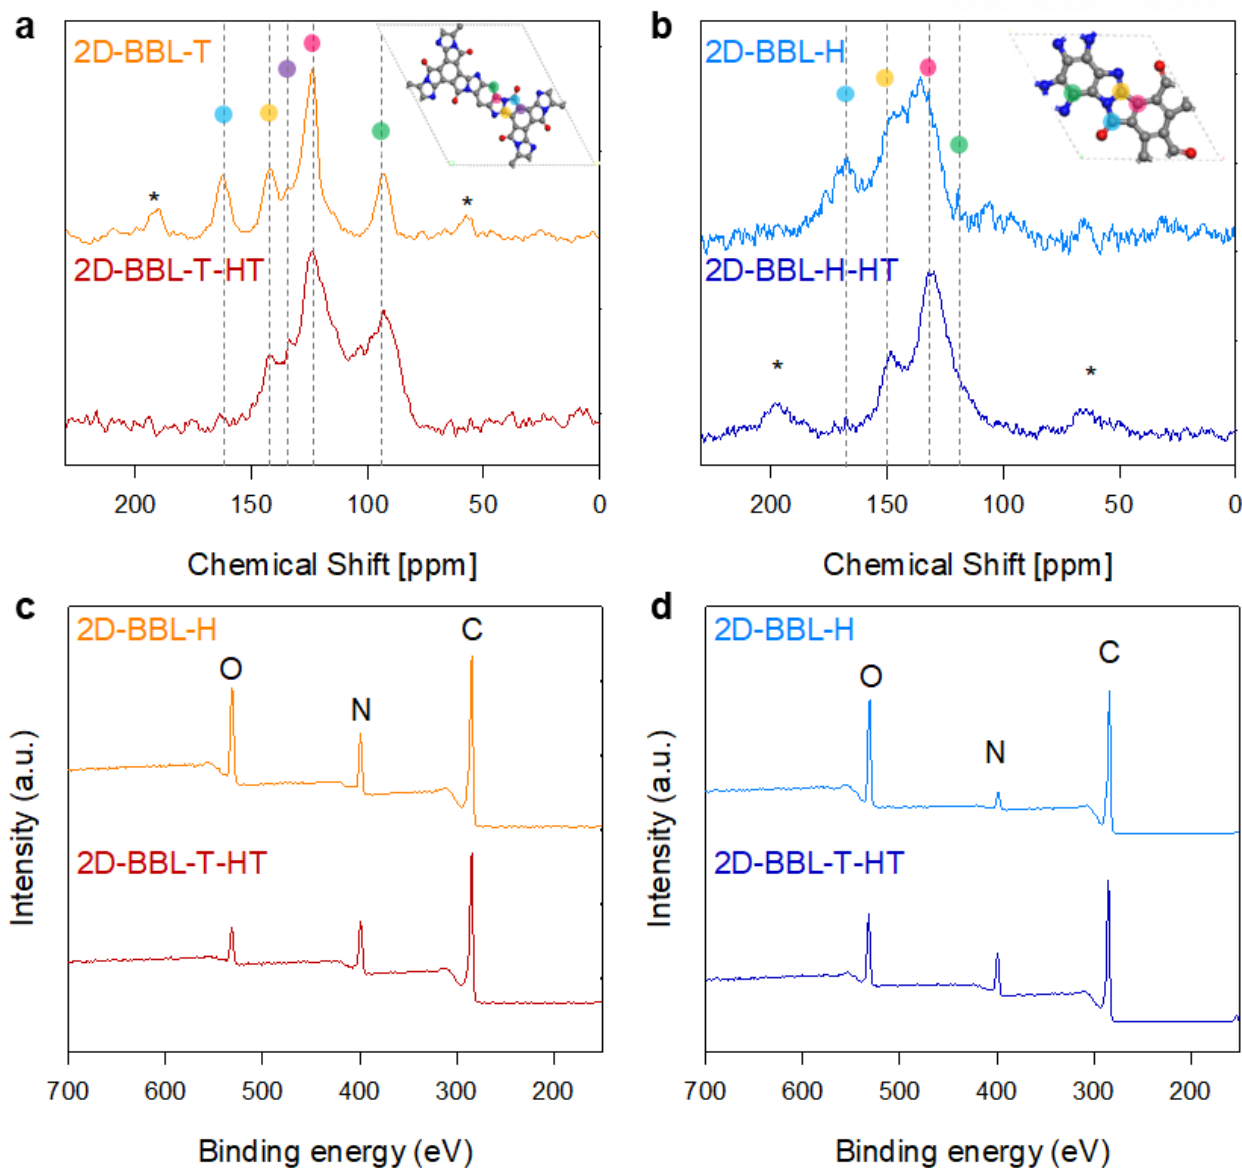 a
2D-BBL-T
*
*
2D-BBL-T-HT
200
150
100
50
0
Chemical Shift [ppm]
b
2D-BBL-H
2D-BBL-H-HT
*
*
200
150
100
50
0
Chemical Shift [ppm]
c
2D-BBL-H
O
N
C
2D-BBL-T-HT
Intensity (a.u.)
700
600
500
400
300
200
Binding energy (eV)
d
2D-BBL-H
O
N
C
2D-BBL-T-HT
Intensity (a.u.)
700
600
500
400
300
200
Binding energy (eV)